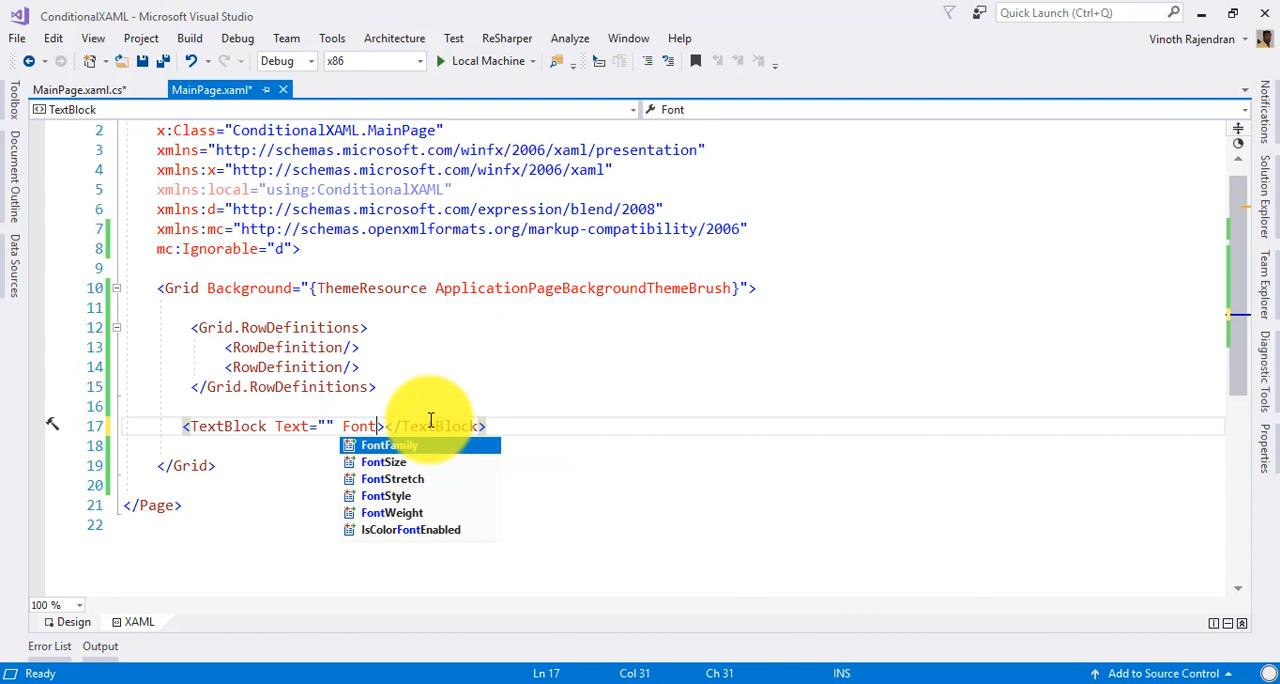 ConditionalXAML - Microsoft Visual Studio
Quick Launch (Ctrl+Q)
File Edit View Project Build Debug Team Tools Architecture Test ReSharper Analyze Window Help
Vinoth Rajendran
Debug x86 Local Machine
MainPage.xaml.cs* MainPage.xaml*
TextBlock Font
Toolbox
Document Outline
Data Sources
Notifications
Solution Explorer
Team Explorer
Diagnostic Tools
Properties
2 x:Class="ConditionalXAML.MainPage"
3 xmlns="http://schemas.microsoft.com/winfx/2006/xaml/presentation"
4 xmlns:x="http://schemas.microsoft.com/winfx/2006/xaml"
5 xmlns:local="using:ConditionalXAML"
6 xmlns:d="http://schemas.microsoft.com/expression/blend/2008"
7 xmlns:mc="http://schemas.openxmlformats.org/markup-compatibility/2006"
8 mc:Ignorable="d">
9
10 <Grid Background="{ThemeResource ApplicationPageBackgroundThemeBrush}">
11
12 <Grid.RowDefinitions>
13 <RowDefinition/>
14 <RowDefinition/>
15 </Grid.RowDefinitions>
16
17 <TextBlock Text="" Font></TextBlock>
18
19 </Grid>
20
21 </Page>
22
FontFamily
FontSize
FontStretch
FontStyle
FontWeight
IsColorFontEnabled
100 %
Design XAML
Error List Output
Ready Ln 17 Col 31 Ch 31 INS Add to Source Control